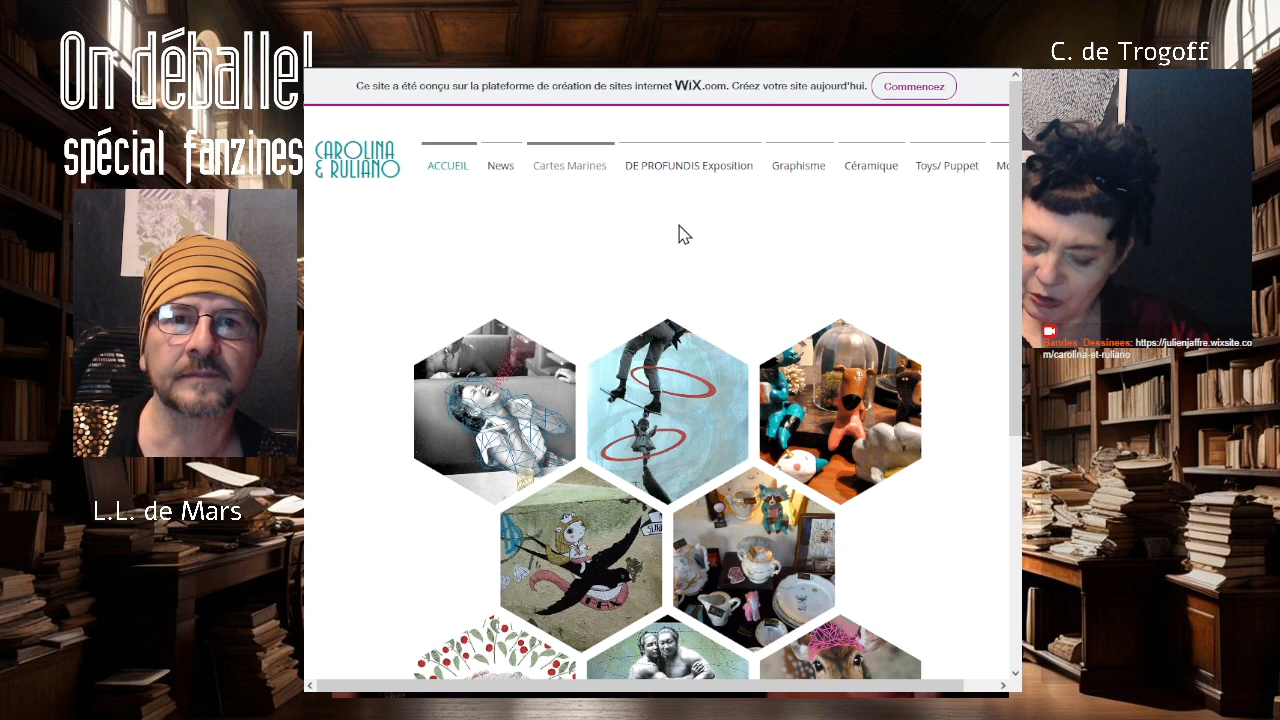 On déballe!
spécial fanzines
C. de Trogoff
Ce site a été conçu sur la plateforme de création de sites internet WiX.com. Créez votre site aujourd'hui.
Commencez
CAROLINA
& RULIANO
ACCUEIL
News
Cartes Marines
DE PROFUNDIS Exposition
Graphisme
Céramique
Toys/ Puppet
Mo
Bandes_Dessinees: https://julienjaffre.wixsite.co
m/carolina-et-ruliano
L.L. de Mars